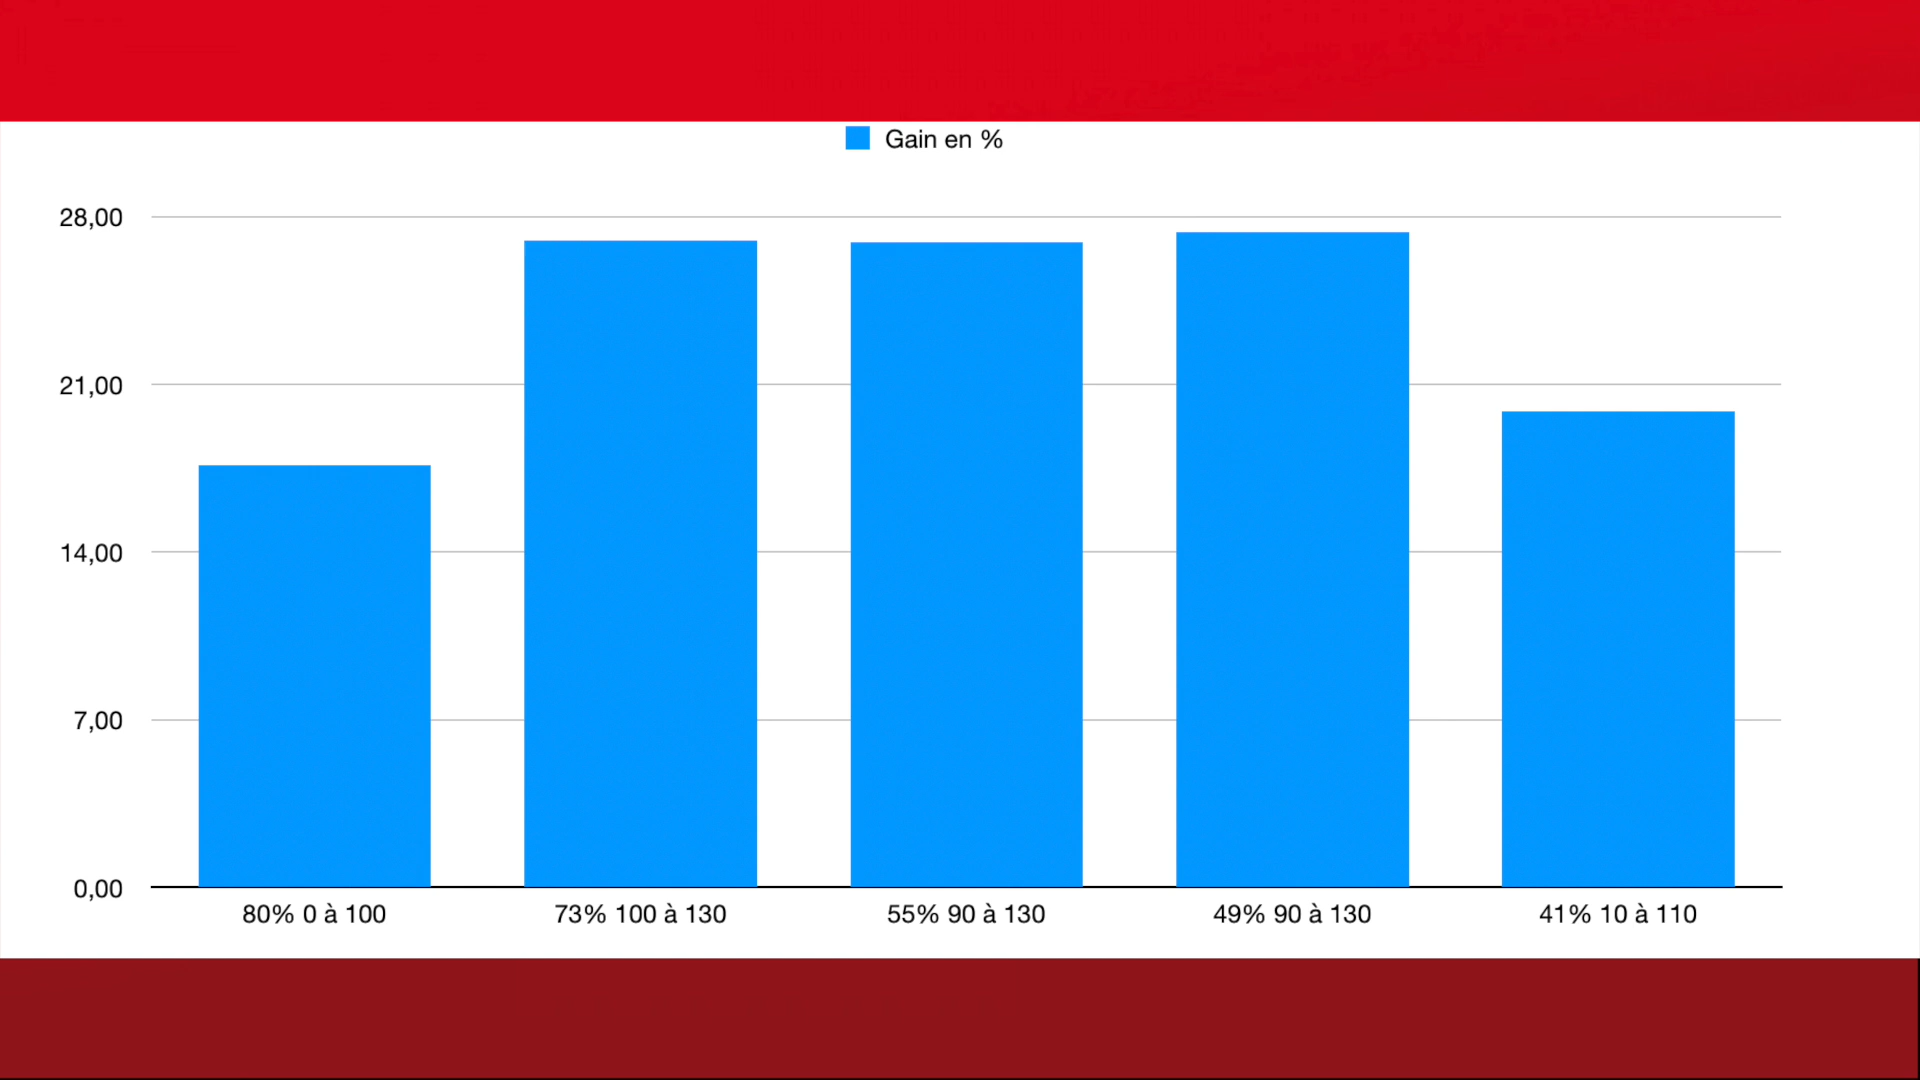 Gain en %
28,00
21,00
14,00
7,00
0,00
80% 0 à 100
73% 100 à 130
55% 90 à 130
49% 90 à 130
41% 10 à 110